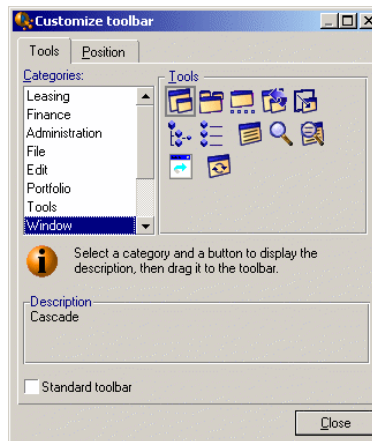 Customize toolbar
Tools
Position
Categories:
Tools
Leasing
Finance
Administration
File
Edit
Portfolio
Tools
Window
Select a category and a button to display the
description, then drag it to the toolbar.
Description
Cascade
Standard toolbar
Close